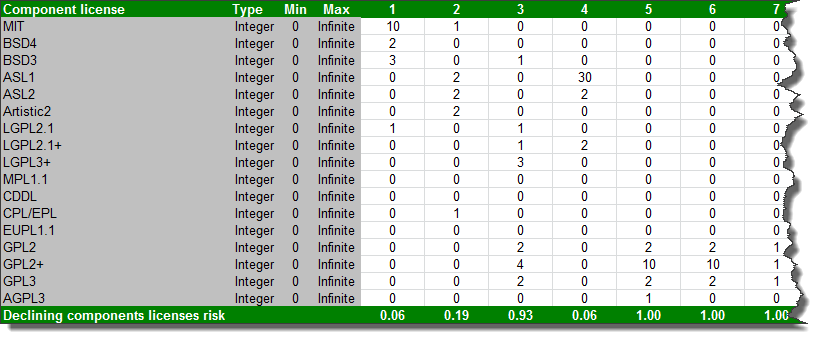 Component license Type Min Max 1 2 3 4 5 6 7
MIT Integer 0 Infinite 10 1 0 0 0 0 0
BSD4 Integer 0 Infinite 2 0 0 0 0 0 0
BSD3 Integer 0 Infinite 3 0 1 0 0 0 0
ASL1 Integer 0 Infinite 0 2 0 30 0 0 0
ASL2 Integer 0 Infinite 0 2 0 2 0 0 0
Artistic2 Integer 0 Infinite 0 2 0 0 0 0 0
LGPL2.1 Integer 0 Infinite 1 0 1 0 0 0 0
LGPL2.1+ Integer 0 Infinite 0 0 1 2 0 0 0
LGPL3+ Integer 0 Infinite 0 0 3 0 0 0 0
MPL1.1 Integer 0 Infinite 0 0 0 0 0 0 0
CDDL Integer 0 Infinite 0 0 0 0 0 0 0
CPL/EPL Integer 0 Infinite 0 1 0 0 0 0 0
EUPL1.1 Integer 0 Infinite 0 0 0 0 0 0 0
GPL2 Integer 0 Infinite 0 0 2 0 2 2 1
GPL2+ Integer 0 Infinite 0 0 4 0 10 10 1
GPL3 Integer 0 Infinite 0 0 2 0 2 2 1
AGPL3 Integer 0 Infinite 0 0 0 0 1 0 0
Declining components licenses risk 0.06 0.19 0.93 0.06 1.00 1.00 1.00